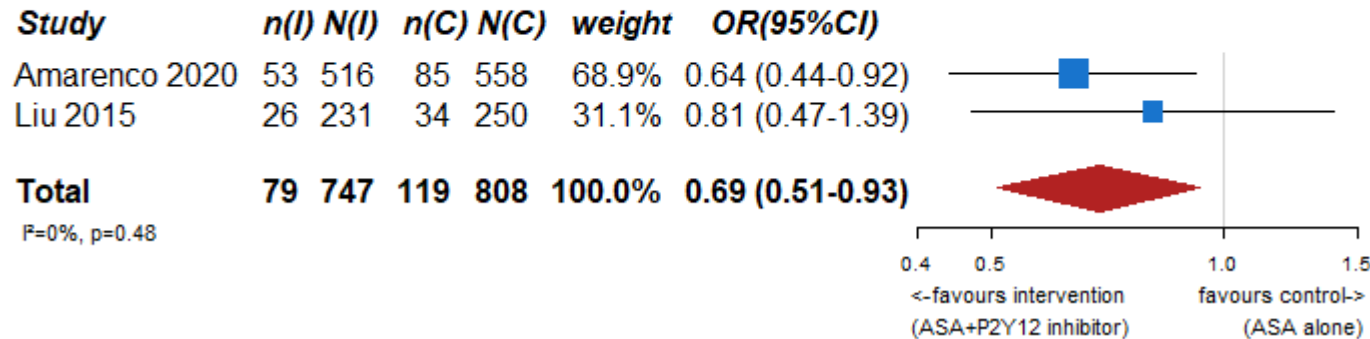 Study n(I) N(I) n(C) N(C) weight OR(95%CI)
Amarenco 2020 53 516 85 558 68.9% 0.64 (0.44-0.92)
Liu 2015 26 231 34 250 31.1% 0.81 (0.47-1.39)
Total 79 747 119 808 100.0% 0.69 (0.51-0.93)
I²=0%, p=0.48
0.4 0.5 1.0 1.5
<-favours intervention favours control->
(ASA+P2Y12 inhibitor) (ASA alone)